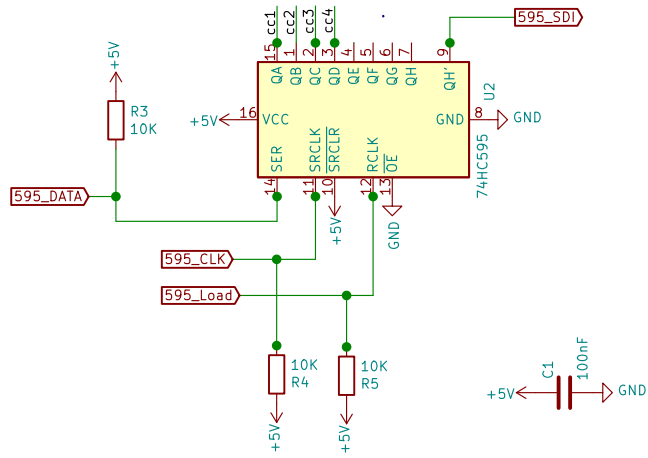 cc1
cc2
cc3
cc4
595_SDI
15
1
2
3
4
5
6
7
9
QA
QB
QC
QD
QE
QF
QG
QH
QH'
U2
+5V
R3
10K
+5V
16
VCC
GND
8
GND
SER
SRCLK
SRCLR
RCLK
OE
74HC595
595_DATA
14
11
10
12
13
+5V
GND
595_CLK
595_Load
10K
R4
10K
R5
+5V
+5V
C1
100nF
+5V
GND